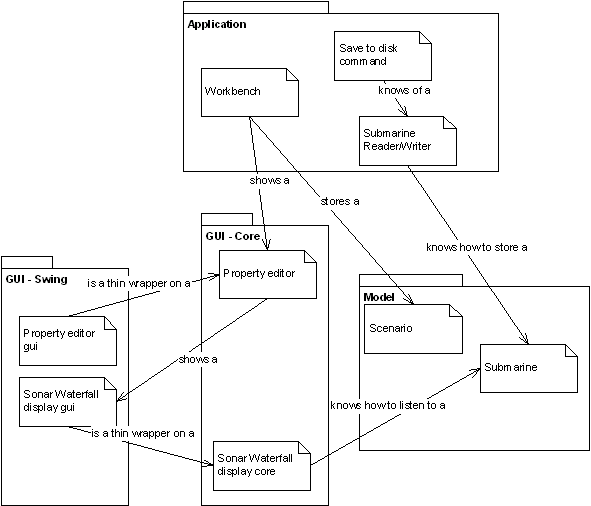 Application
Save to disk
command
Workbench
knows of a
Submarine
Reader/Writer
shows a
stores a
GUI - Core
knows how to store a
GUI - Swing
is a thin wrapper on a
Property editor
Model
Scenario
Property editor
gui
shows a
Submarine
Sonar Waterfall
display gui
knows how to listen to a
is a thin wrapper on a
Sonar Waterfall
display core